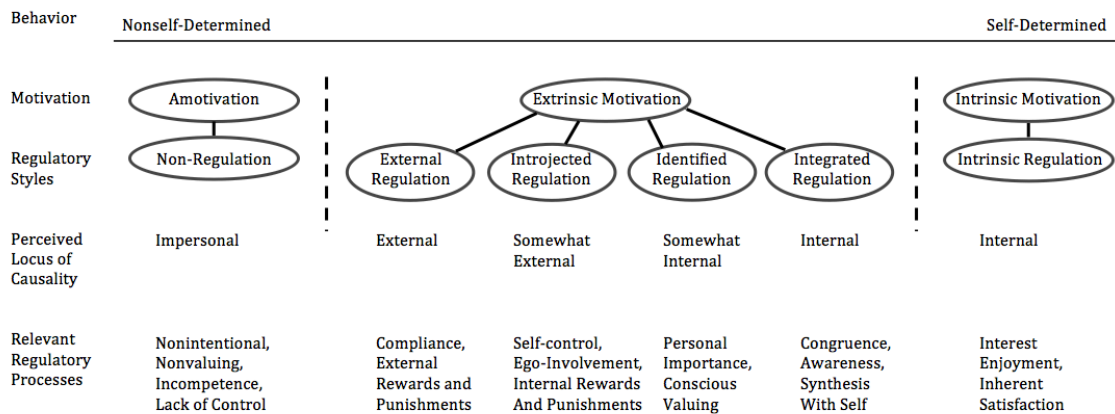 Behavior
Nonself-Determined
Self-Determined
Motivation
Amotivation
Extrinsic Motivation
Intrinsic Motivation
Regulatory
Styles
Non-Regulation
External
Regulation
Introjected
Regulation
Identified
Regulation
Integrated
Regulation
Intrinsic Regulation
Perceived
Locus of
Causality
Impersonal
External
Somewhat
External
Somewhat
Internal
Internal
Internal
Relevant
Regulatory
Processes
Nonintentional,
Nonvaluing,
Incompetence,
Lack of Control
Compliance,
External
Rewards and
Punishments
Self-control,
Ego-Involvement,
Internal Rewards
And Punishments
Personal
Importance,
Conscious
Valuing
Congruence,
Awareness,
Synthesis
With Self
Interest
Enjoyment,
Inherent
Satisfaction